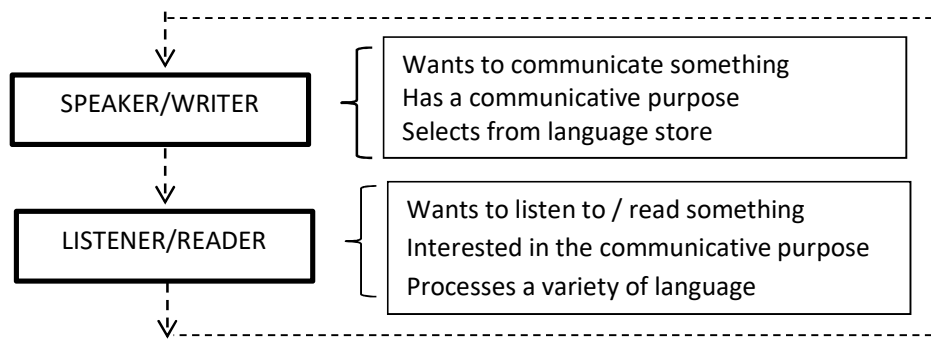 SPEAKER/WRITER
Wants to communicate something
Has a communicative purpose
Selects from language store
LISTENER/READER
Wants to listen to / read something
Interested in the communicative purpose
Processes a variety of language